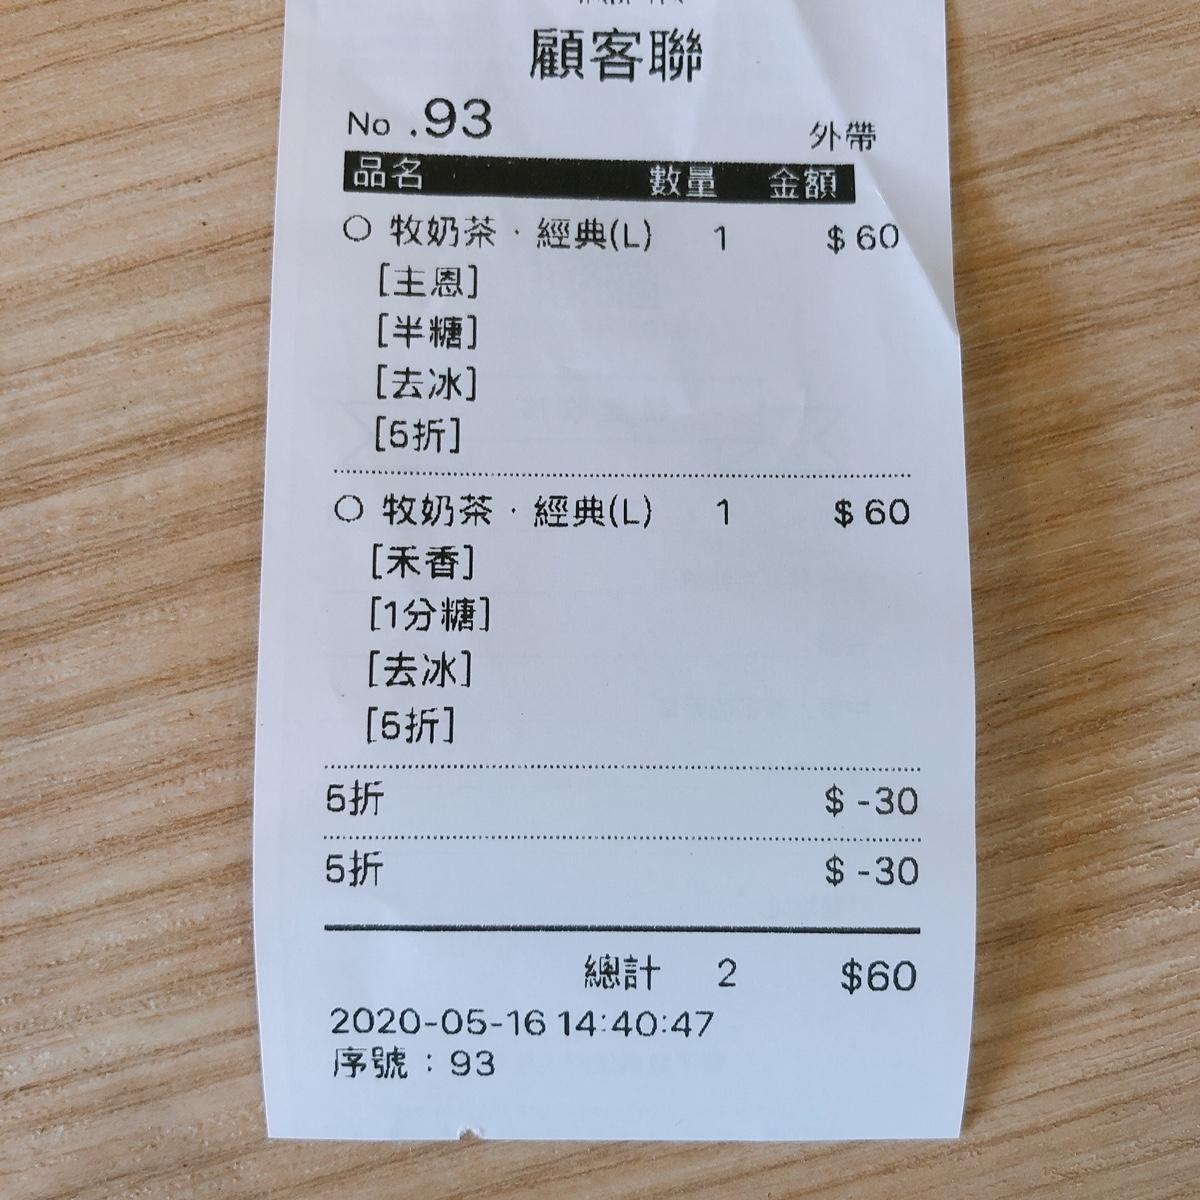 顧客聯
No .93 外帶
品名 數量 金額
○ 牧奶茶．經典(L) 1 $ 60
[主恩]
[半糖]
[去冰]
[5折]
○ 牧奶茶．經典(L) 1 $ 60
[禾香]
[1分糖]
[去冰]
[5折]
5折 $ -30
5折 $ -30
總計 2 $60
2020-05-16 14:40:47
序號：93